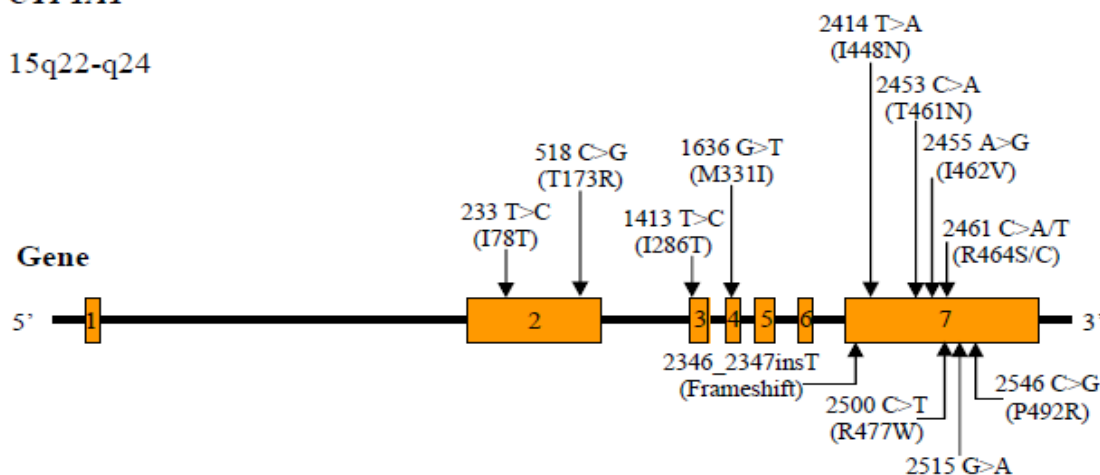 15q22-q24
2414 T>A
(I448N)
2453 C>A
(T461N)
2455 A>G
(I462V)
2461 C>A/T
(R464S/C)
518 C>G
(T173R)
1636 G>T
(M331I)
233 T>C
(I78T)
1413 T>C
(I286T)
Gene
5’
1
2
3
4
5
6
7
3’
2346_2347insT
(Frameshift)
2500 C>T
(R477W)
2546 C>G
(P492R)
2515 G>A